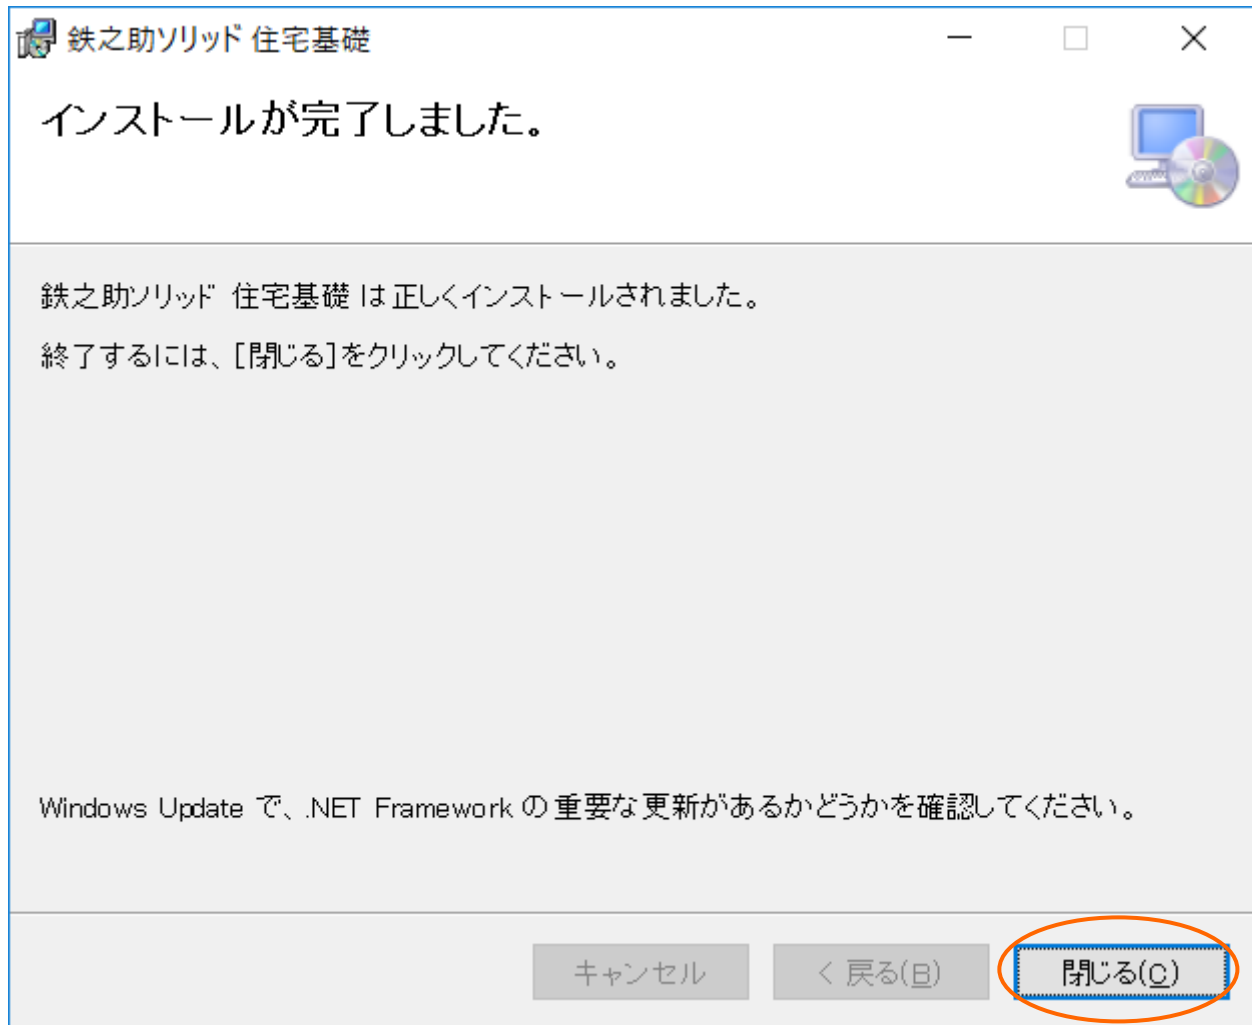 鉄之助ソリッド 住宅基礎
インストールが完了しました。
鉄之助ソリッド 住宅基礎 は正しくインストールされました。
終了するには、[閉じる]をクリックしてください。
Windows Update で、.NET Framework の重要な更新があるかどうかを確認してください。
キャンセル
< 戻る(B)
閉じる(C)